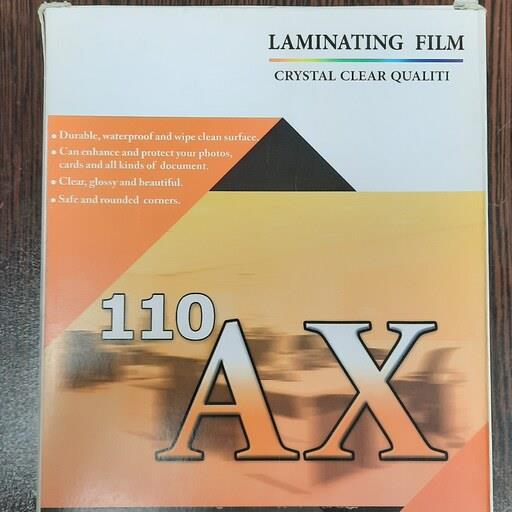 LAMINATING FILM
CRYSTAL CLEAR QUALITI
• Durable, waterproof and wipe clean surface.
• Can enhance and protect your photos,
cards and all kinds of document.
• Clear, glossy and beautiful.
• Safe and rounded corners.
110
AX